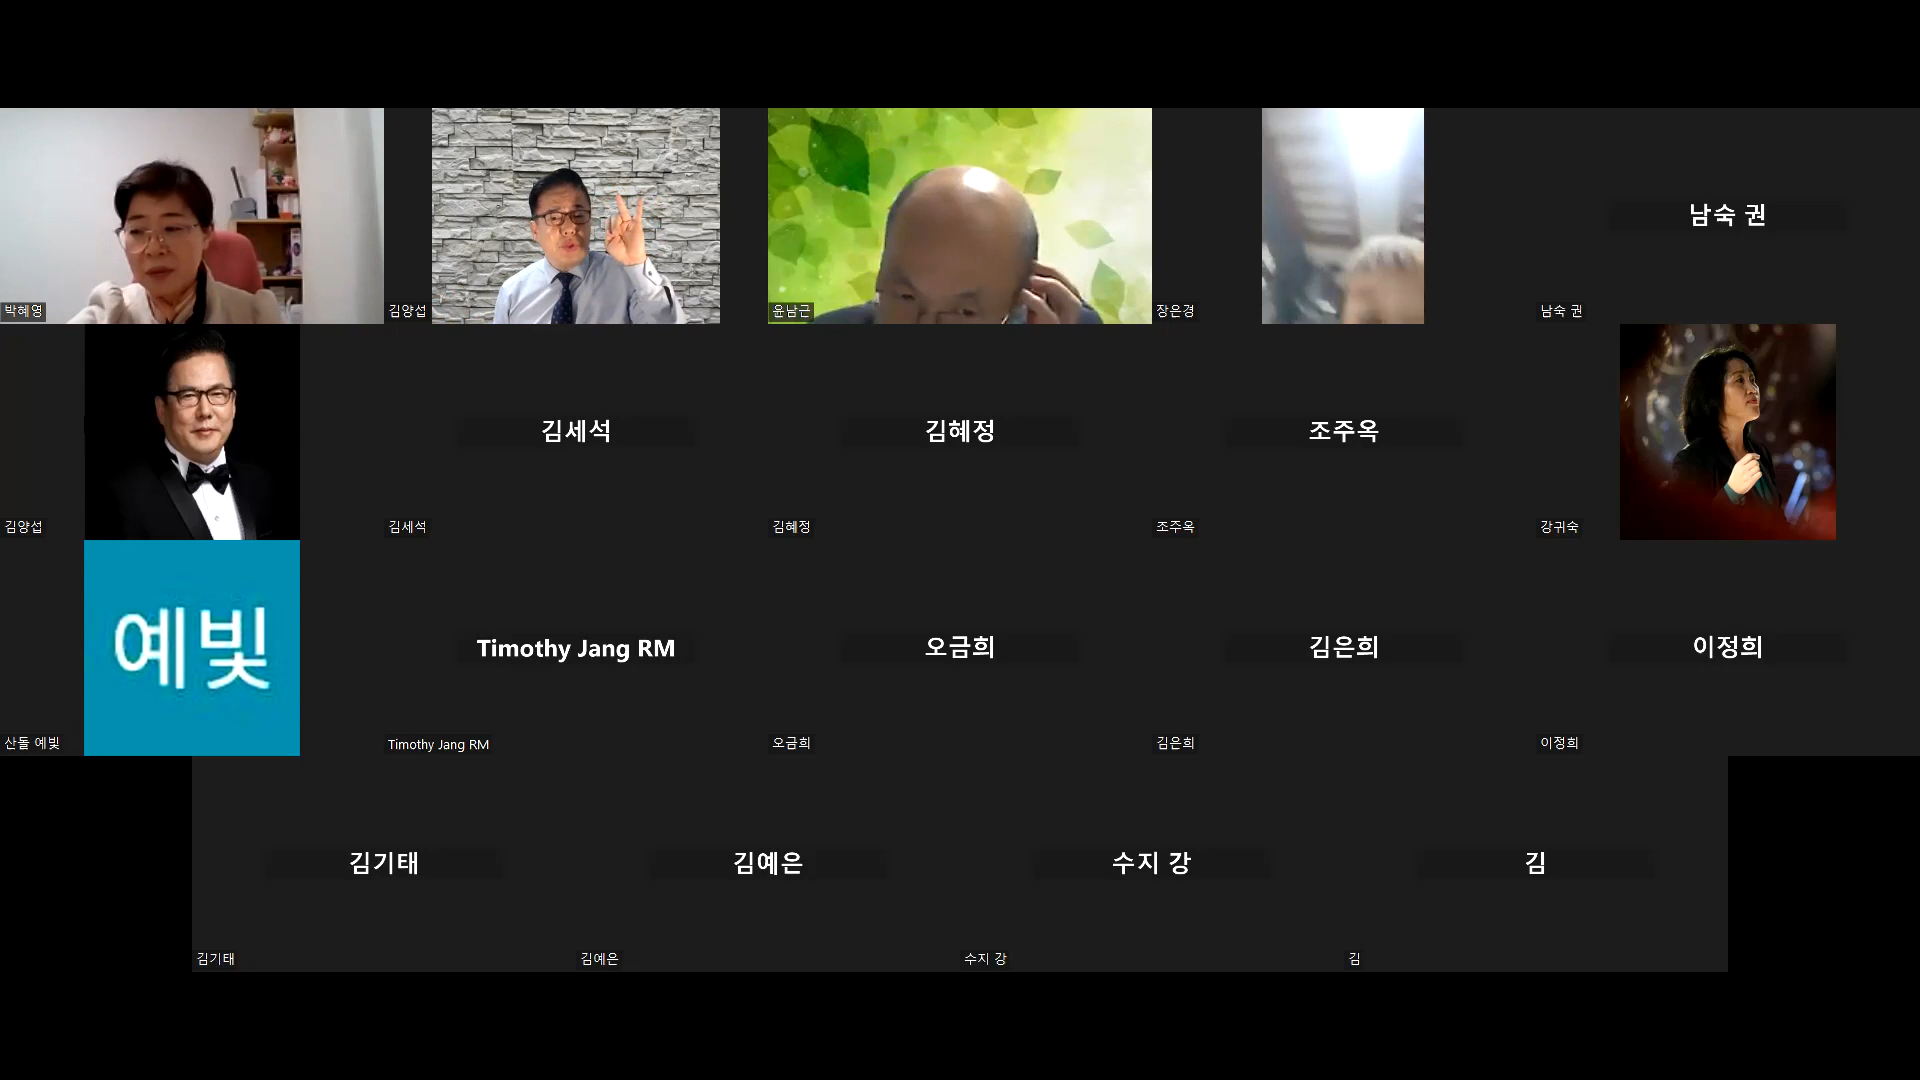 박혜영
김양섭
윤남근
장은경
남숙 권
남숙 권
김양섭
김세석
김세석
김혜정
김혜정
조주옥
조주옥
강귀숙
예빛
산돌 예빛
Timothy Jang RM
Timothy Jang RM
오금희
오금희
김은희
김은희
이정희
이정희
김기태
김기태
김예은
김예은
수지 강
수지 강
김
김